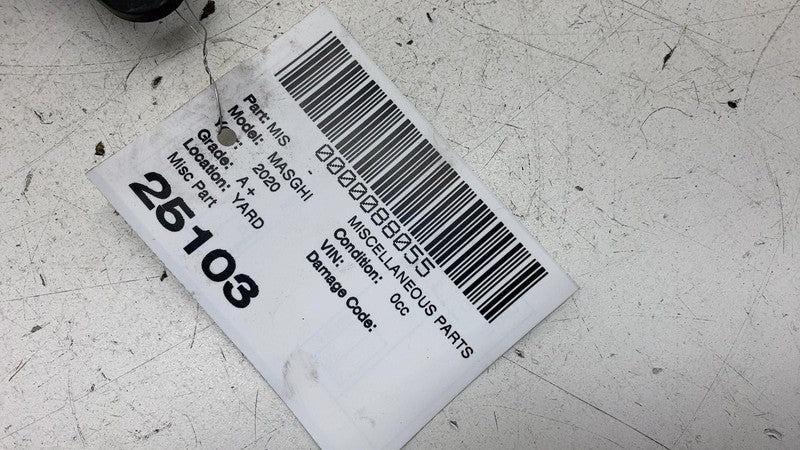 0000088055
Part: MIS - MISCELLANEOUS PARTS
Model: MASGHI Condition: 0cc
Year: 2020 VIN:
Grade: A+ Damage Code:
Location: YARD
Misc Part
25103